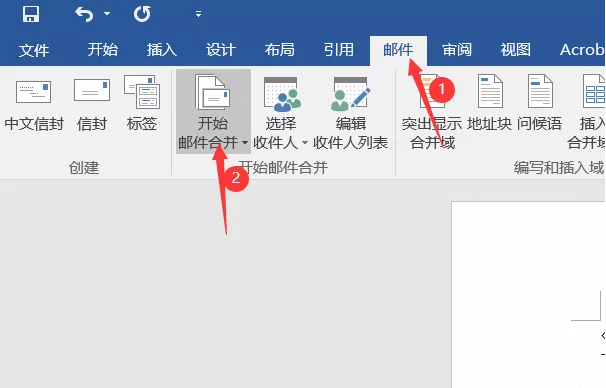 文件 开始 插入 设计 布局 引用 邮件 审阅 视图 Acrob
1
中文信封 信封 标签 开始 选择 编辑 突出显示 地址块 问候语 插入
邮件合并 收件人 收件人列表 合并域 合并域
2
创建 开始邮件合并 编写和插入域